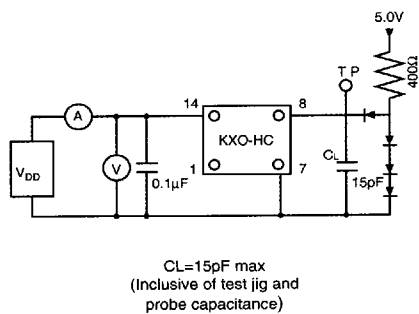 5.0V
400Ω
T P
14
8
A
KXO-HC
V
VDD
0.1µF
1
7
CL
15pF
CL=15pF max
(Inclusive of test jig and
probe capacitance)